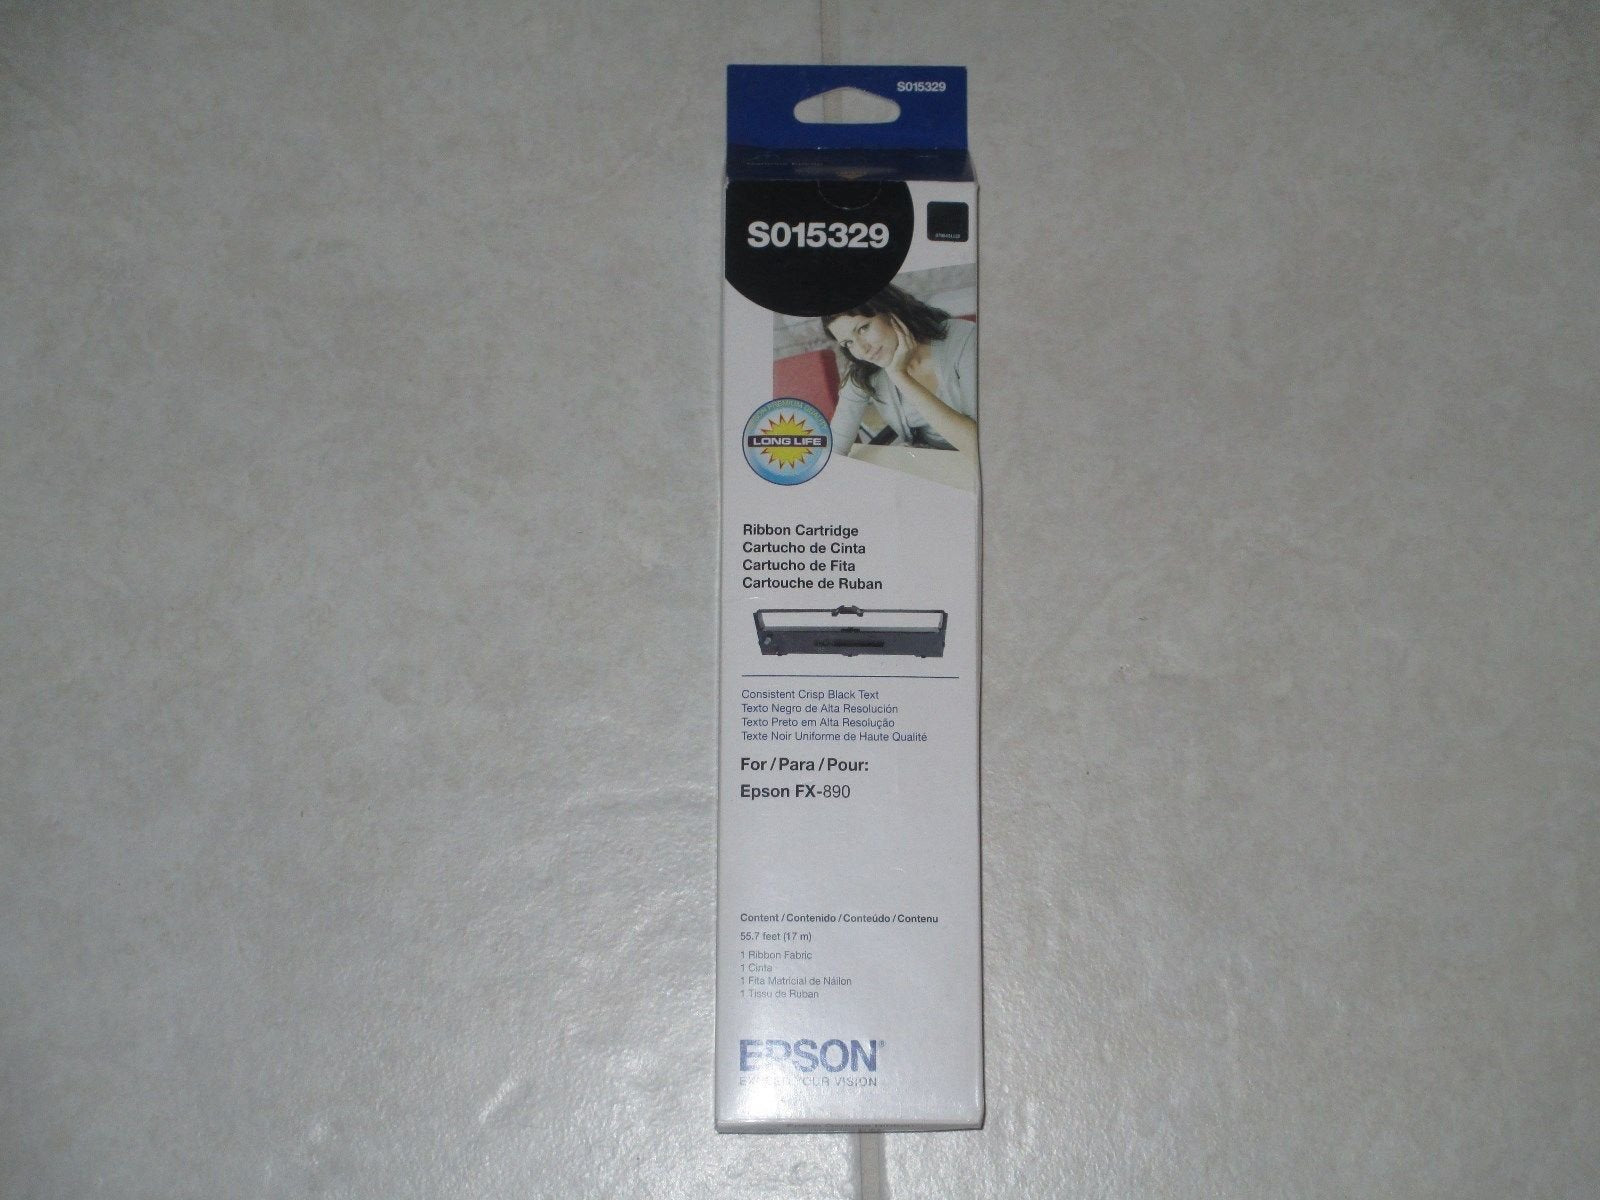 S015329
S015329
LONG LIFE
Ribbon Cartridge
Cartucho de Cinta
Cartucho de Fita
Cartouche de Ruban
Consistent Crisp Black Text
Texto Negro de Alta Resolución
Texto Preto em Alta Resolução
Texte Noir Uniforme de Haute Qualité
For / Para / Pour:
Epson FX-890
Content / Contenido / Conteúdo / Contenu
55.7 feet (17 m)
1 Ribbon Fabric
1 Cinta
1 Fita Matricial de Náilon
1 Tissu de Ruban
EPSON®
EXCEED YOUR VISION